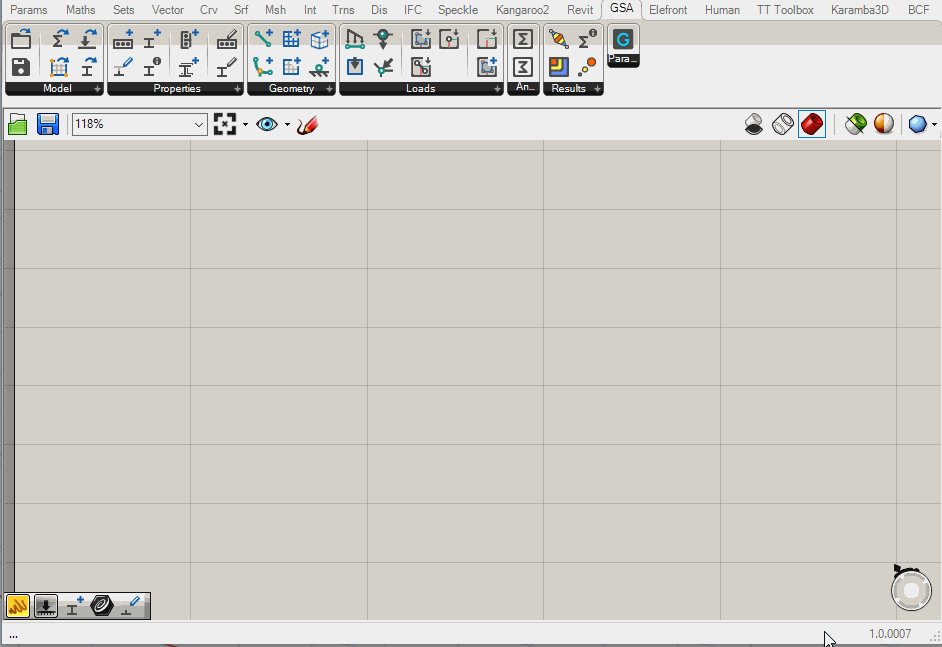 Params Maths Sets Vector Crv Srf Msh Int Trns Dis IFC Speckle Kangaroo2 Revit GSA Elefront Human TT Toolbox Karamba3D BCF
G
Para...
Model Properties Geometry Loads An... Results
118%
...
1.0.0007